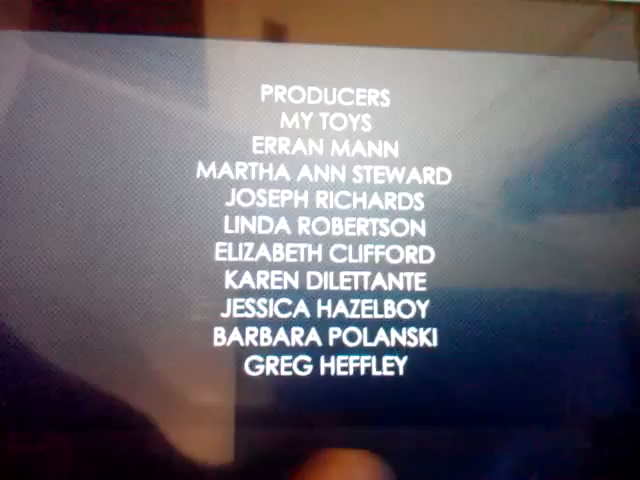 PRODUCERS
MY TOYS
ERRAN MANN
MARTHA ANN STEWARD
JOSEPH RICHARDS
LINDA ROBERTSON
ELIZABETH CLIFFORD
KAREN DILETTANTE
JESSICA HAZELBOY
BARBARA POLANSKI
GREG HEFFLEY